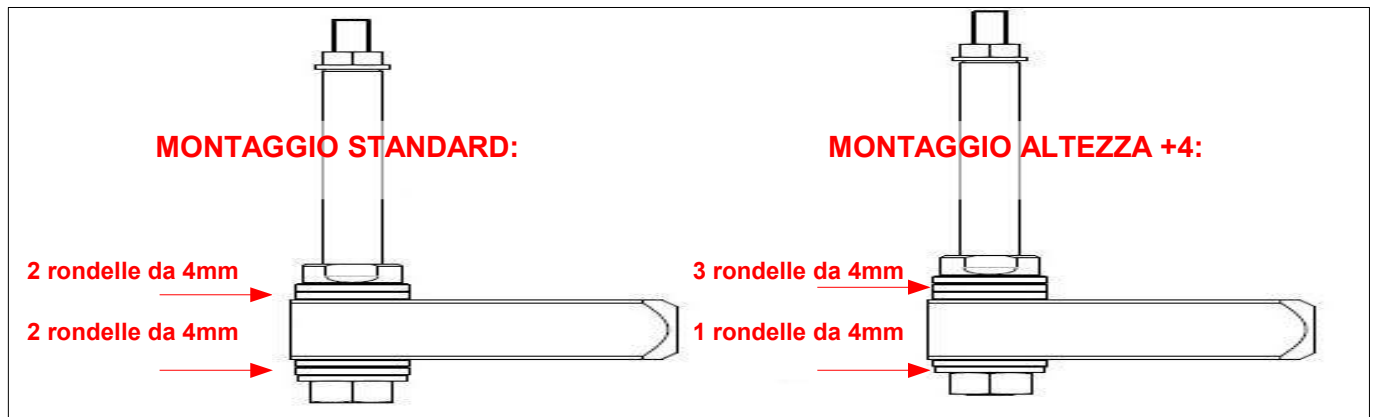 MONTAGGIO STANDARD:
2 rondelle da 4mm
2 rondelle da 4mm
MONTAGGIO ALTEZZA +4:
3 rondelle da 4mm
1 rondelle da 4mm